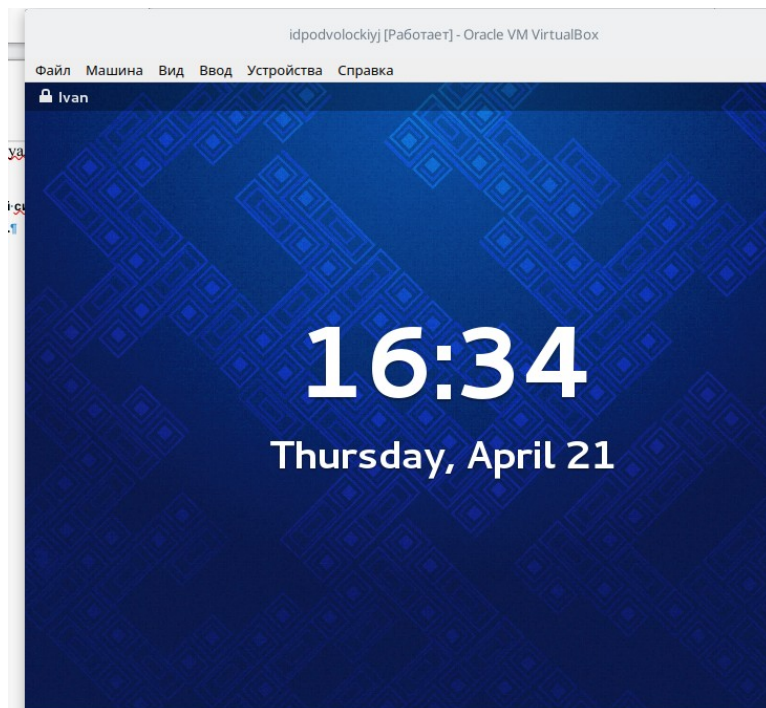 idpodvolockiyj [Работает] - Oracle VM VirtualBox
Файл Машина Вид Ввод Устройства Справка
Ivan
16:34
Thursday, April 21